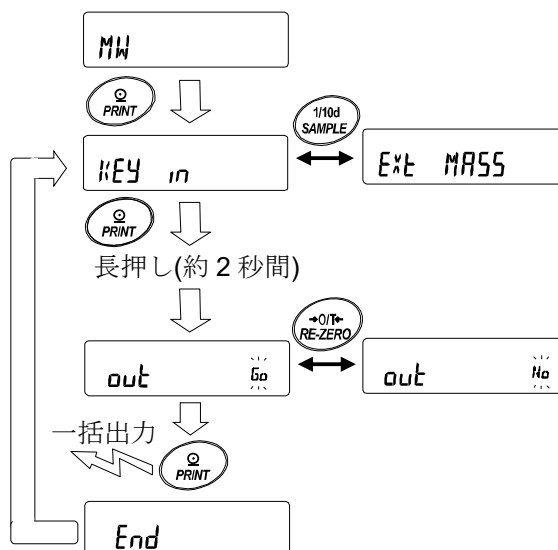 MW
PRINT
1/10d
SAMPLE
KEY in
Ext MASS
PRINT
長押し(約2秒間)
→0/T←
RE-ZERO
out Go
out No
一括出力
PRINT
End